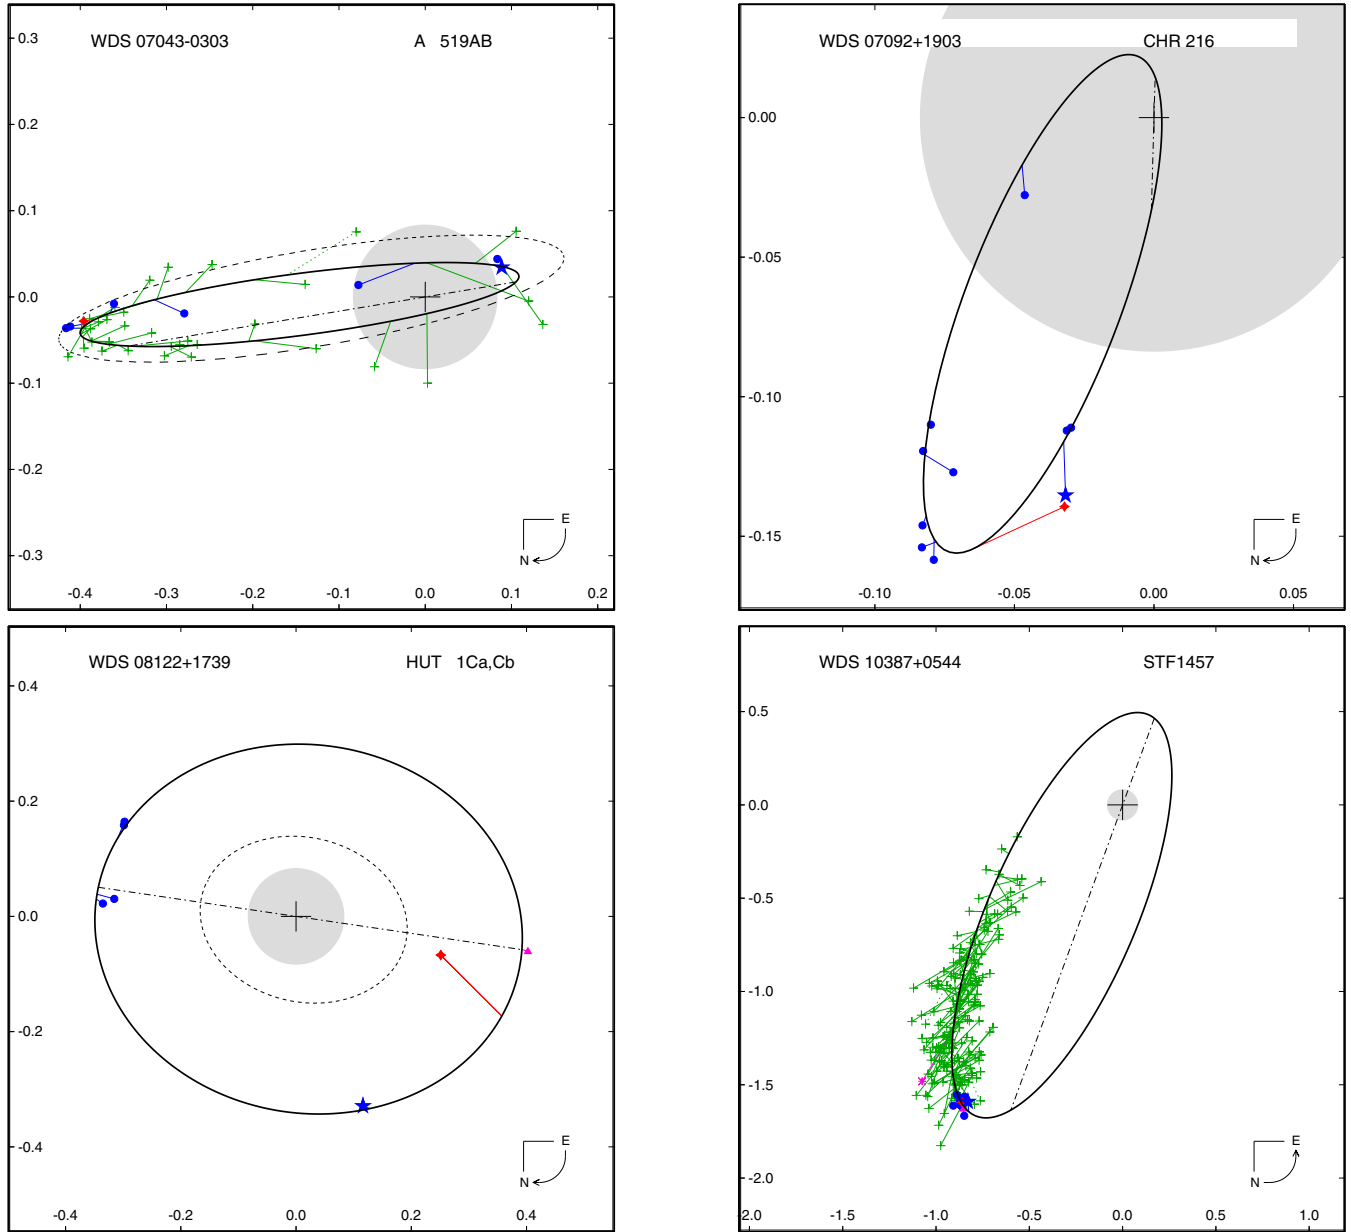 WDS 07043-0303 A 519AB
0.3
0.2
0.1
0.0
-0.1
-0.2
-0.3
E
N
-0.4 -0.3 -0.2 -0.1 0.0 0.1 0.2
WDS 07092+1903 CHR 216
0.00
-0.05
-0.10
-0.15
E
N
-0.10 -0.05 0.00 0.05
WDS 08122+1739 HUT 1Ca,Cb
0.4
0.2
0.0
-0.2
-0.4
E
N
-0.4 -0.2 0.0 0.2 0.4
WDS 10387+0544 STF1457
0.5
0.0
-0.5
-1.0
-1.5
-2.0
E
N
2.0 -1.5 -1.0 -0.5 0.0 0.5 1.0